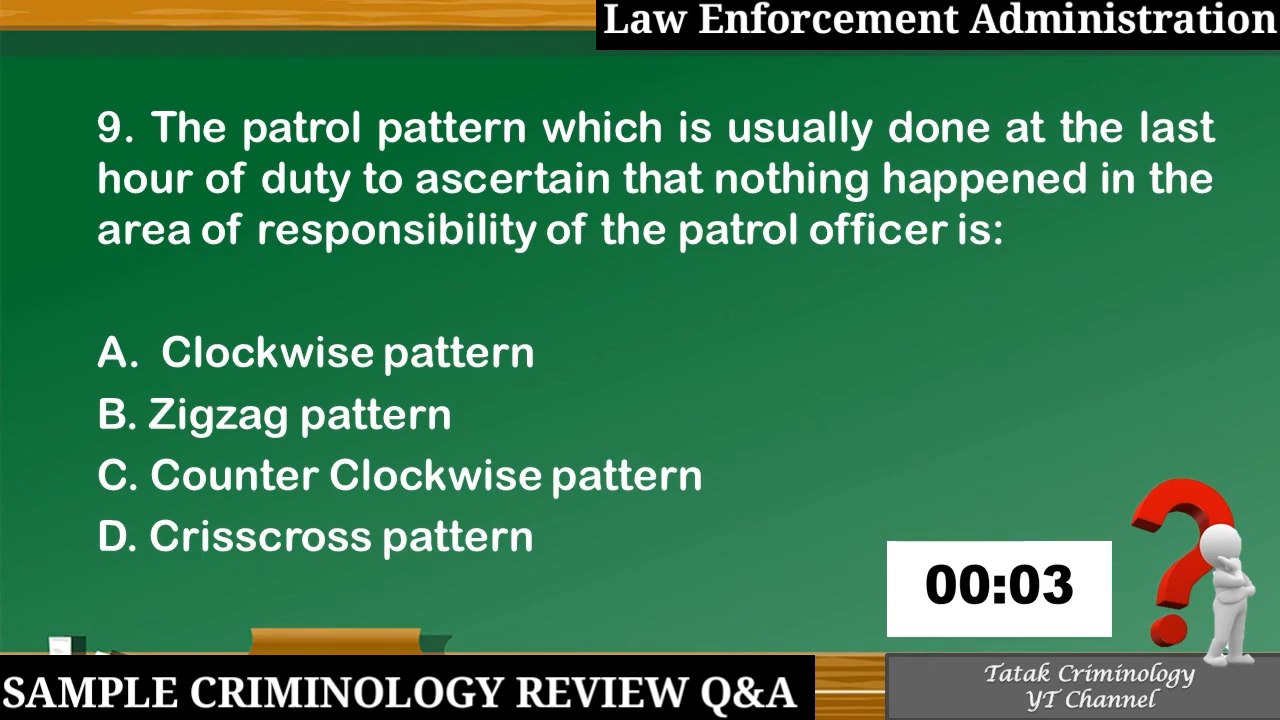 Law Enforcement Administration
9. The patrol pattern which is usually done at the last
hour of duty to ascertain that nothing happened in the
area of responsibility of the patrol officer is:
A. Clockwise pattern
B. Zigzag pattern
C. Counter Clockwise pattern
D. Crisscross pattern
00:03
SAMPLE CRIMINOLOGY REVIEW Q&A
Tatak Criminology
YT Channel